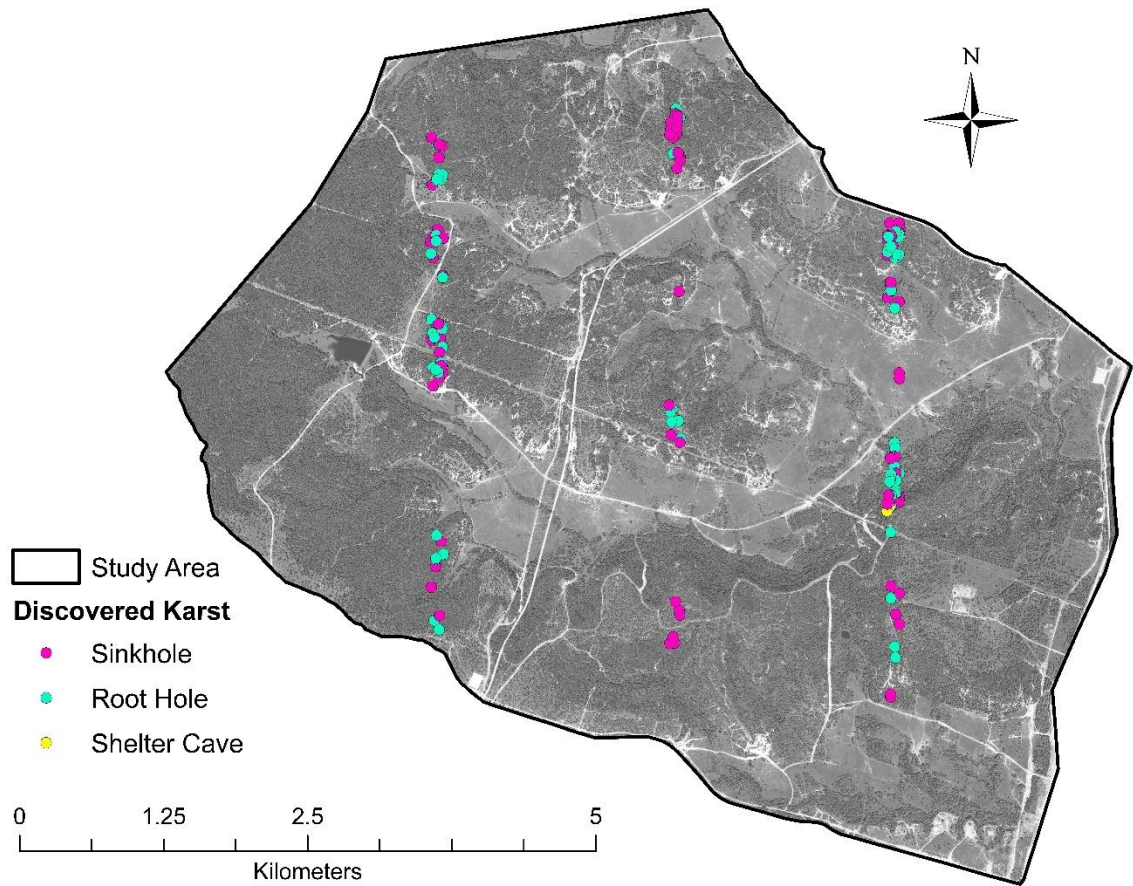 N
Study Area
Discovered Karst
Sinkhole
Root Hole
Shelter Cave
0 1.25 2.5 5
Kilometers